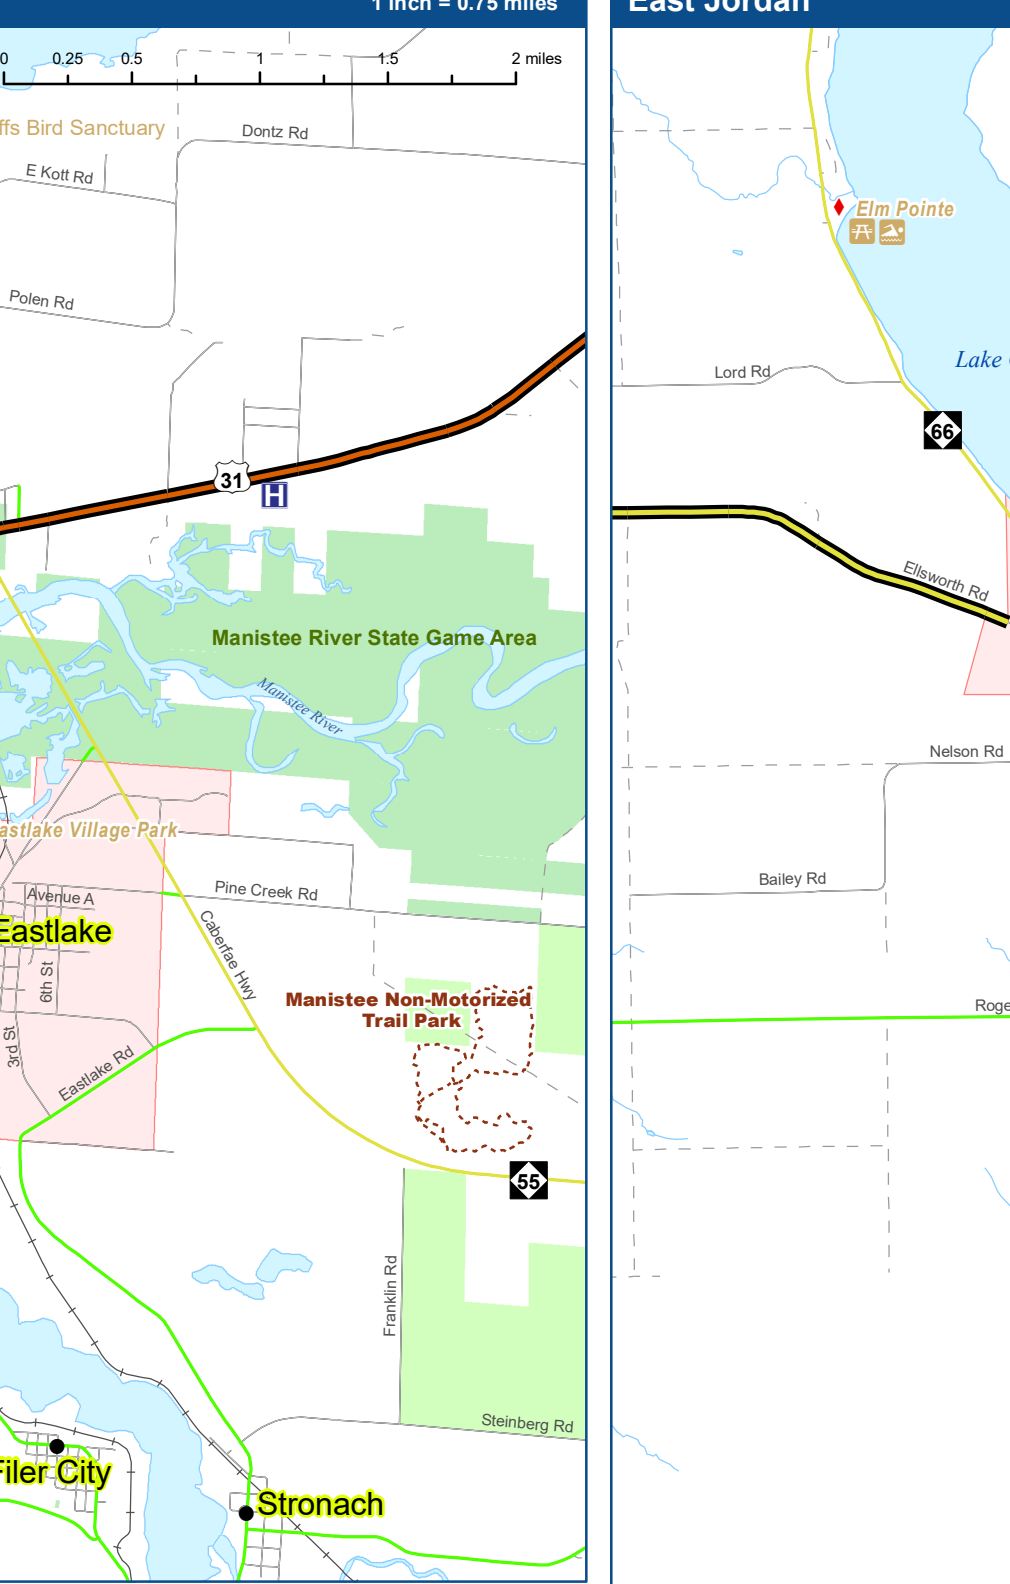 1 inch = 0.75 miles
0 0.25 0.5 1 1.5 2 miles
ffs Bird Sanctuary
Dontz Rd
E Kott Rd
Polen Rd
31
H
Manistee River State Game Area
Manistee River
astlake Village Park
Avenue A
Pine Creek Rd
Eastlake
Caberfae Hwy
6th St
3rd St
Manistee Non-Motorized
Trail Park
Eastlake Rd
55
Franklin Rd
Steinberg Rd
Filer City
Stronach
East Jordan
Elm Pointe
Lake
Lord Rd
66
Ellsworth Rd
Nelson Rd
Bailey Rd
Roge